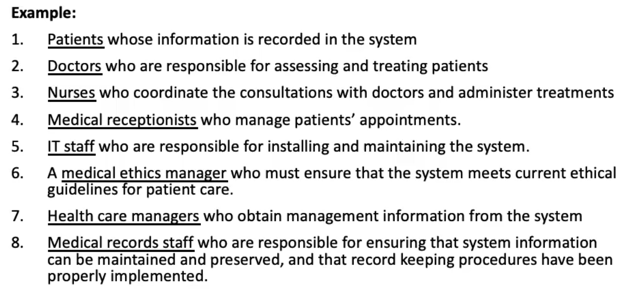 Example:
1. Patients whose information is recorded in the system
2. Doctors who are responsible for assessing and treating patients
3. Nurses who coordinate the consultations with doctors and administer treatments
4. Medical receptionists who manage patients’ appointments.
5. IT staff who are responsible for installing and maintaining the system.
6. A medical ethics manager who must ensure that the system meets current ethical
guidelines for patient care.
7. Health care managers who obtain management information from the system
8. Medical records staff who are responsible for ensuring that system information
can be maintained and preserved, and that record keeping procedures have been
properly implemented.